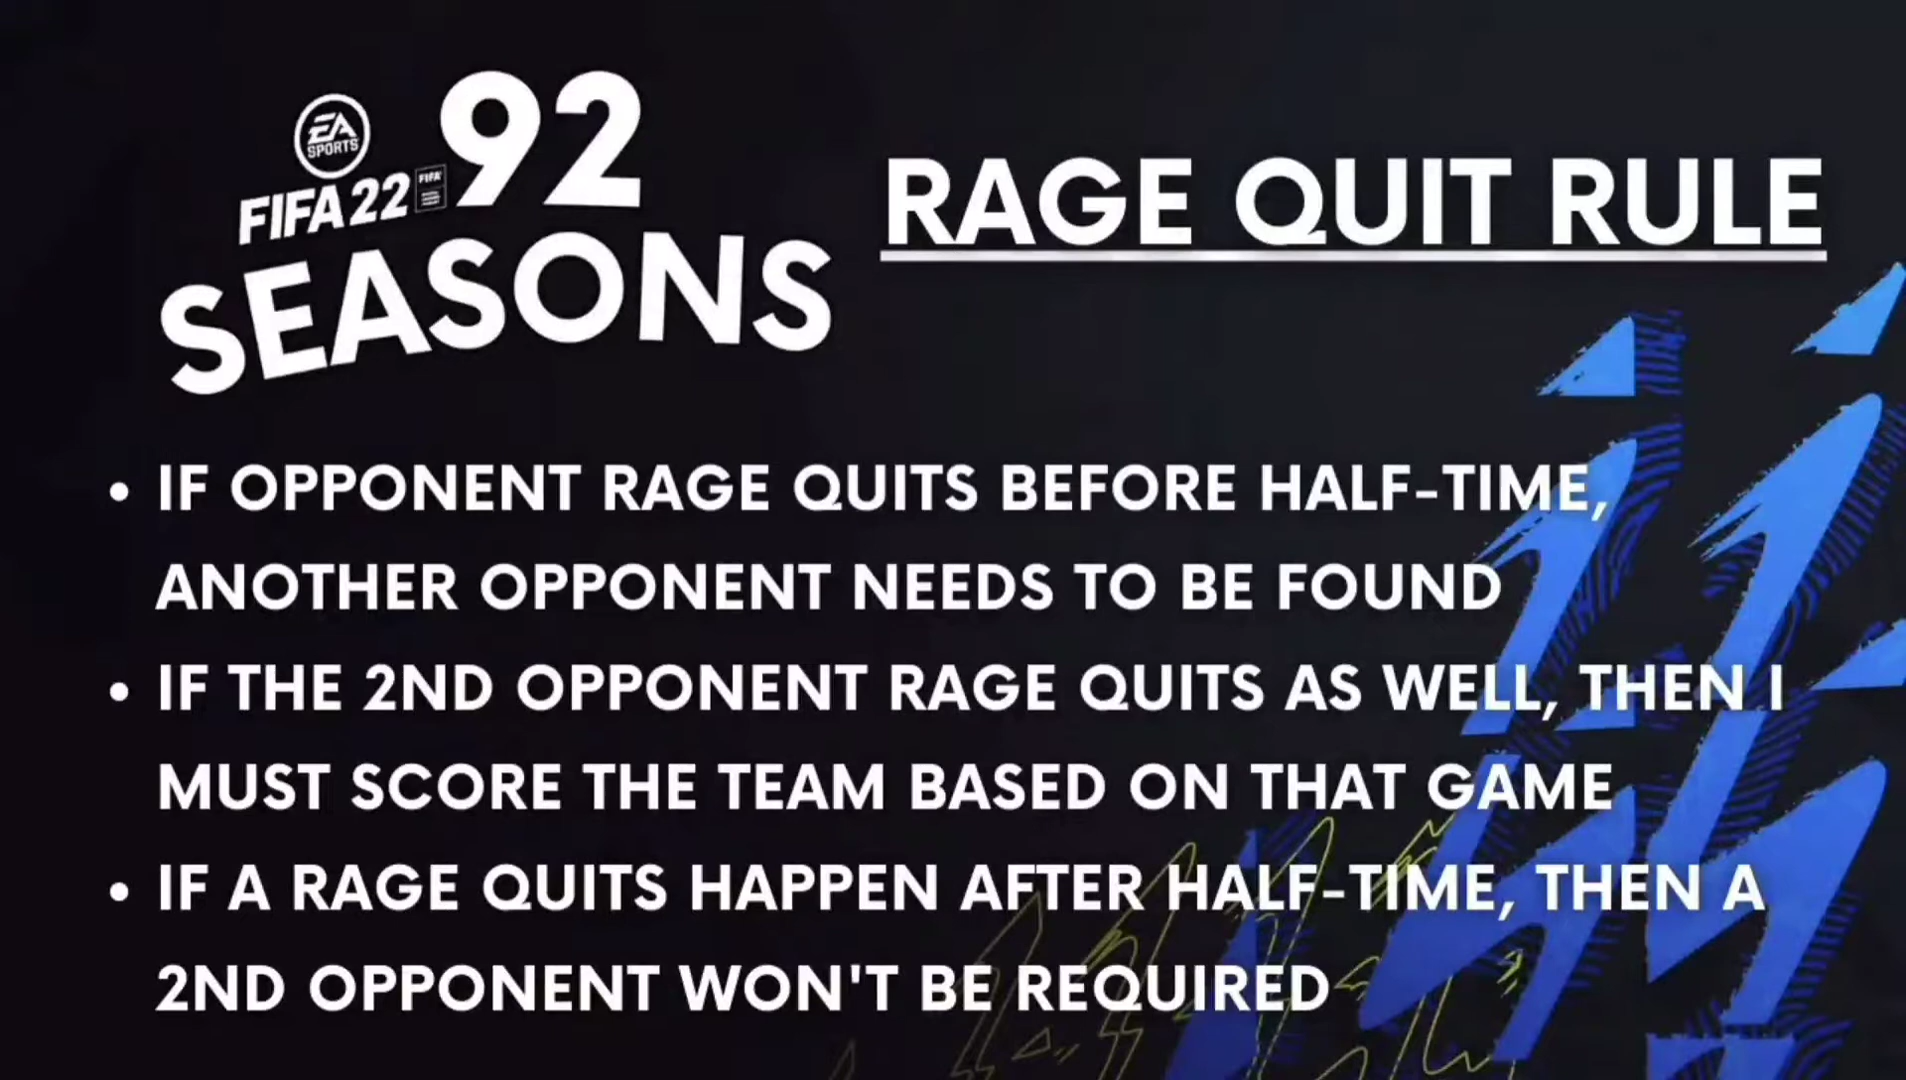 EA
SPORTS
FIFA 22
FIFA
92
SEASONS
RAGE QUIT RULE
• IF OPPONENT RAGE QUITS BEFORE HALF-TIME,
ANOTHER OPPONENT NEEDS TO BE FOUND
• IF THE 2ND OPPONENT RAGE QUITS AS WELL, THEN I
MUST SCORE THE TEAM BASED ON THAT GAME
• IF A RAGE QUITS HAPPEN AFTER HALF-TIME, THEN A
2ND OPPONENT WON'T BE REQUIRED